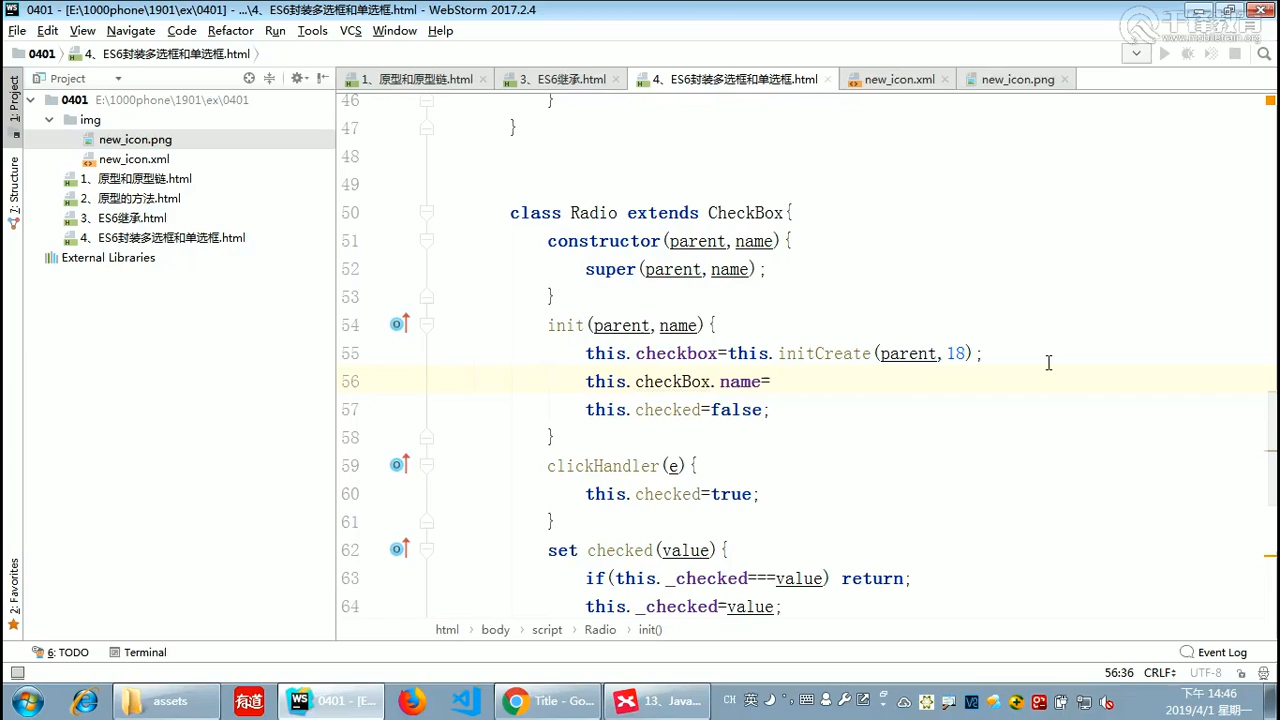 0401 - [E:\1000phone\1901\ex\0401] - ...\4、ES6封装多选框和单选框.html - WebStorm 2017.2.4
千锋教育
www.mobiletrain.org
File Edit View Navigate Code Refactor Run Tools VCS Window Help
0401 4、ES6封装多选框和单选框.html
Project
1、原型和原型链.html 3、ES6继承.html 4、ES6封装多选框和单选框.html new_icon.xml new_icon.png
1: Project
7: Structure
2: Favorites
0401 E:\1000phone\1901\ex\0401
img
new_icon.png
new_icon.xml
1、原型和原型链.html
2、原型的方法.html
3、ES6继承.html
4、ES6封装多选框和单选框.html
External Libraries
46 }
47 }
48
49
50 class Radio extends CheckBox{
51 constructor(parent,name){
52 super(parent,name);
53 }
54 init(parent,name){
55 this.checkbox=this.initCreate(parent,18);
56 this.checkBox.name=
57 this.checked=false;
58 }
59 clickHandler(e){
60 this.checked=true;
61 }
62 set checked(value){
63 if(this._checked===value) return;
64 this._checked=value;
html body script Radio init()
6: TODO Terminal Event Log
56:36 CRLF UTF-8
assets 有道 WS 0401 - [E... Title - Go... 13、Java... CH 英
下午 14:46
2019/4/1 星期一